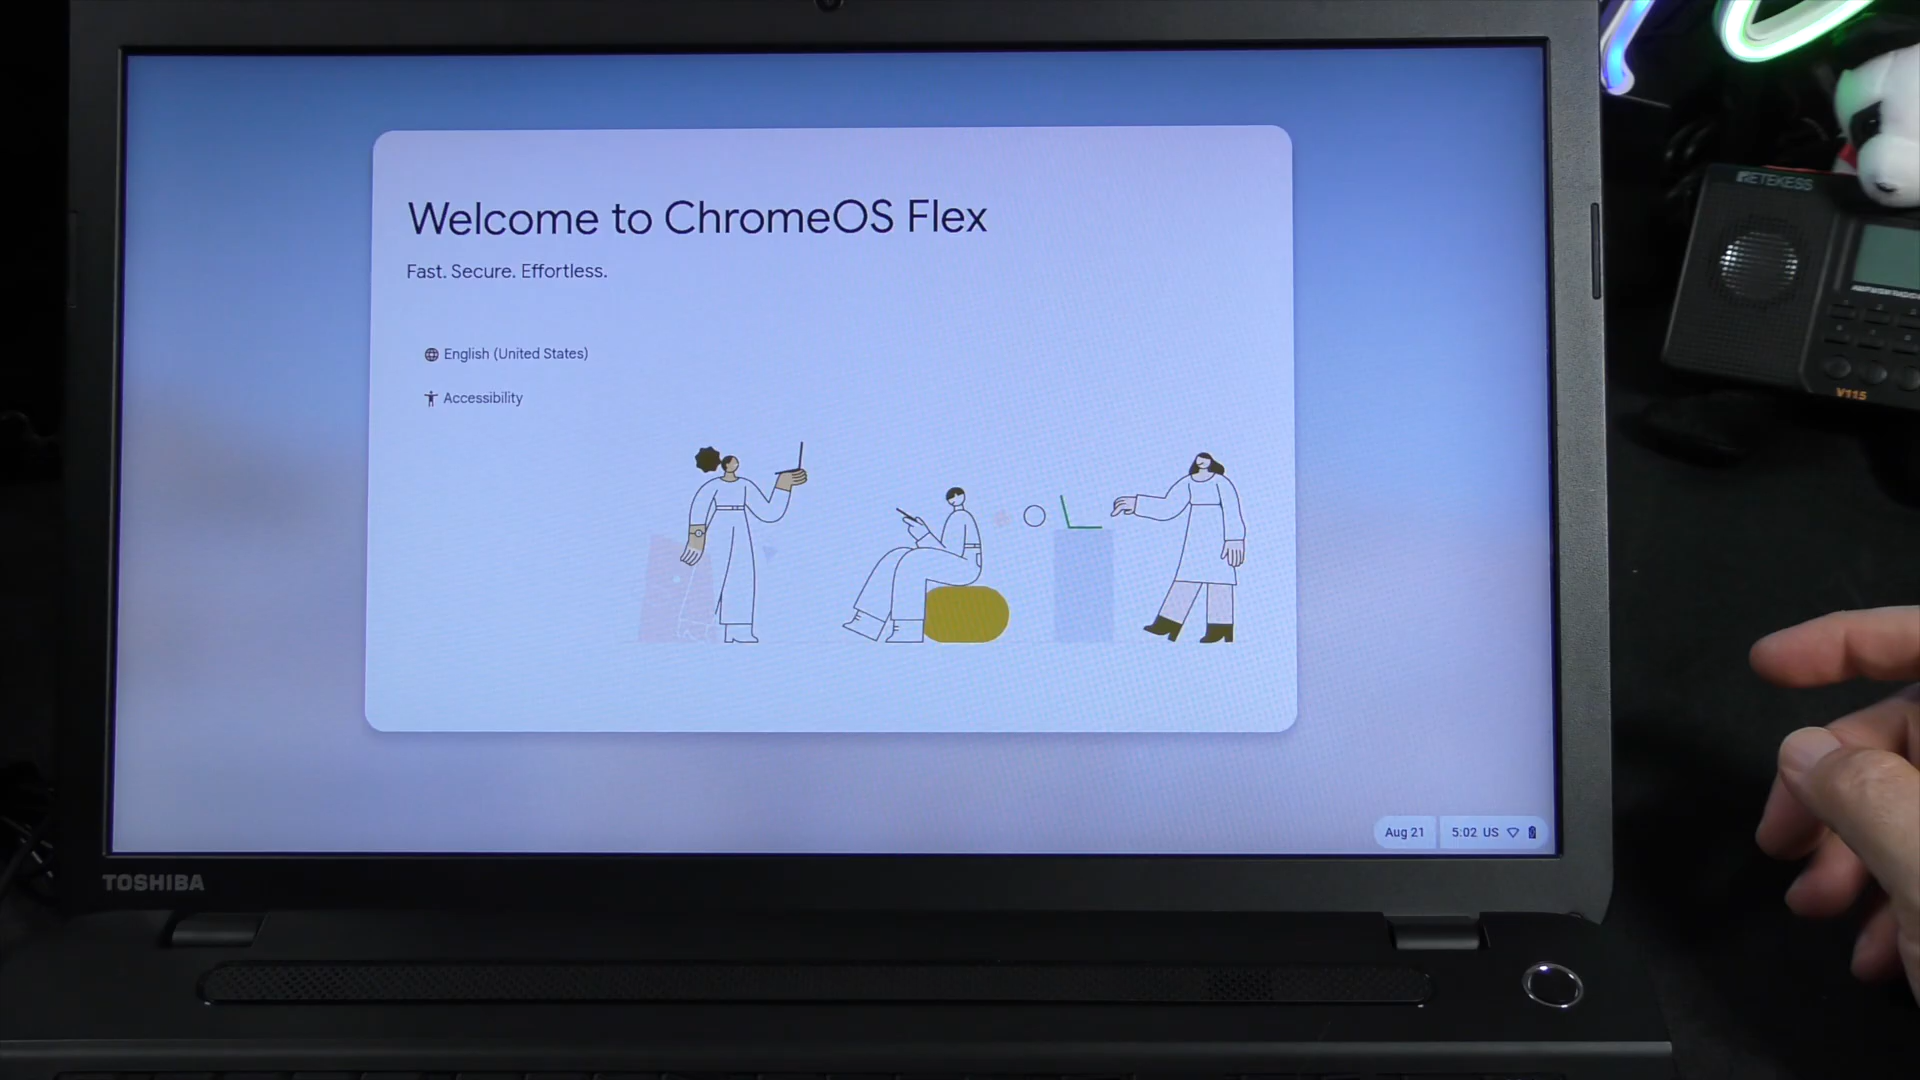 RETEKESS
Welcome to ChromeOS Flex
Fast. Secure. Effortless.
English (United States)
Accessibility
V115
Aug 21
5:02 US
TOSHIBA